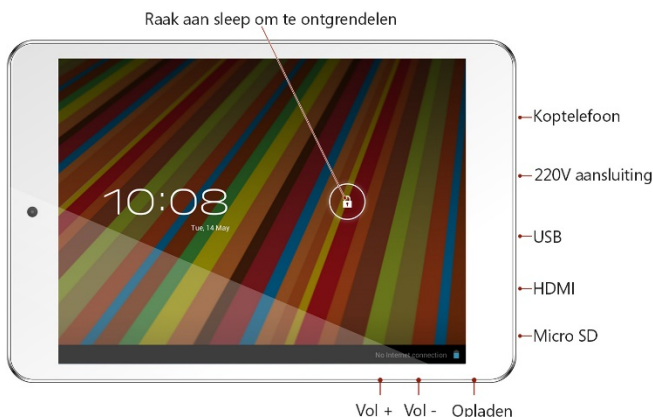 Raak aan sleep om te ontgrendelen
Koptelefoon
10:08
220V aansluiting
Tue, 14 May
USB
HDMI
Micro SD
No Internet connection
Vol + Vol - Opladen